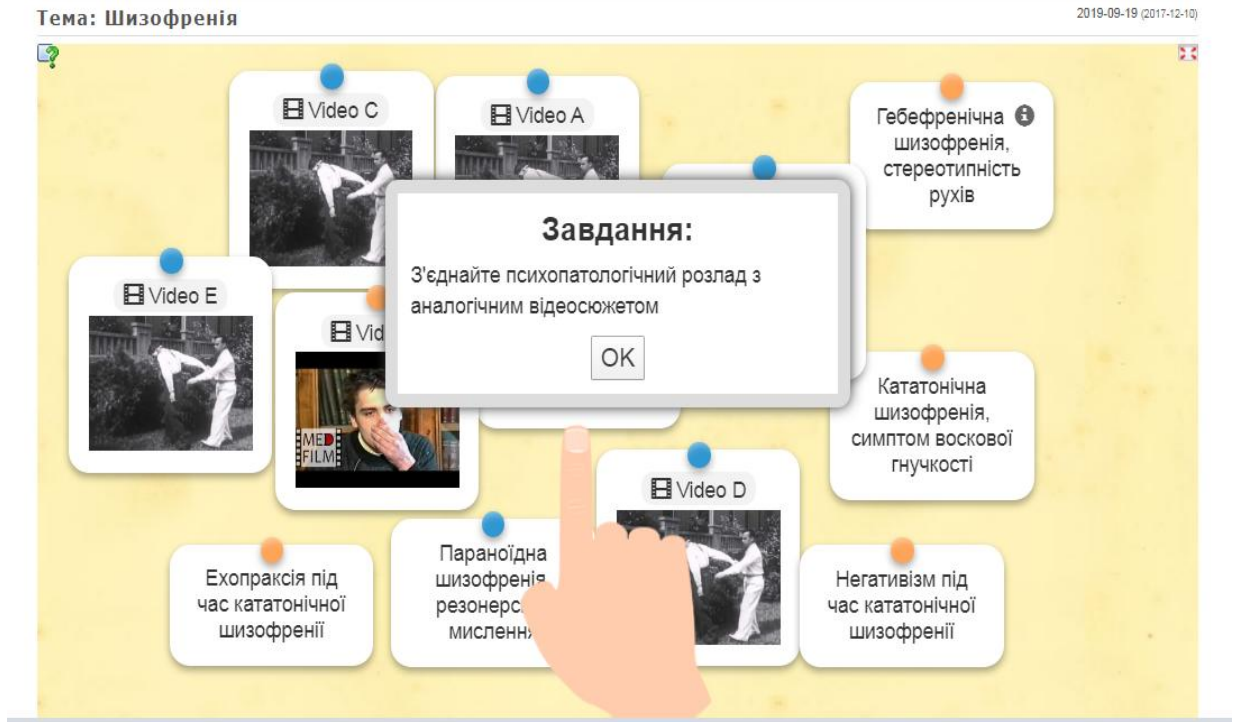 Тема: Шизофренія
2019-09-19 (2017-12-10)
Video C
Video A
Гебефренічна
шизофренія,
стереотипність
рухів
Завдання:
З'єднайте психопатологічний розлад з
аналогічним відеосюжетом
OK
Video E
MED
FILM
Кататонічна
шизофренія,
симптом воскової
гнучкості
Video D
Ехопраксія під
час кататонічної
шизофренії
Параноїдна
шизофренія
Негативізм під
час кататонічної
шизофренії